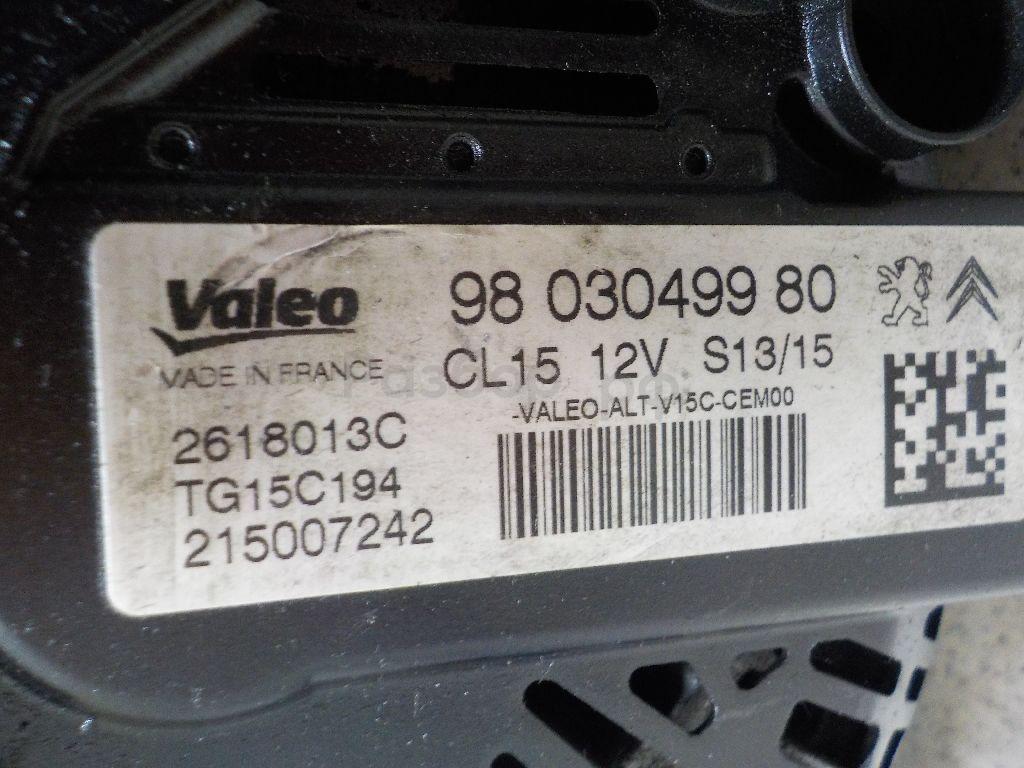 Valeo
MADE IN FRANCE
2618013C
TG15C194
215007242
98 030499 80
CL15 12V S13/15
-VALEO-ALT-V15C-CEM00